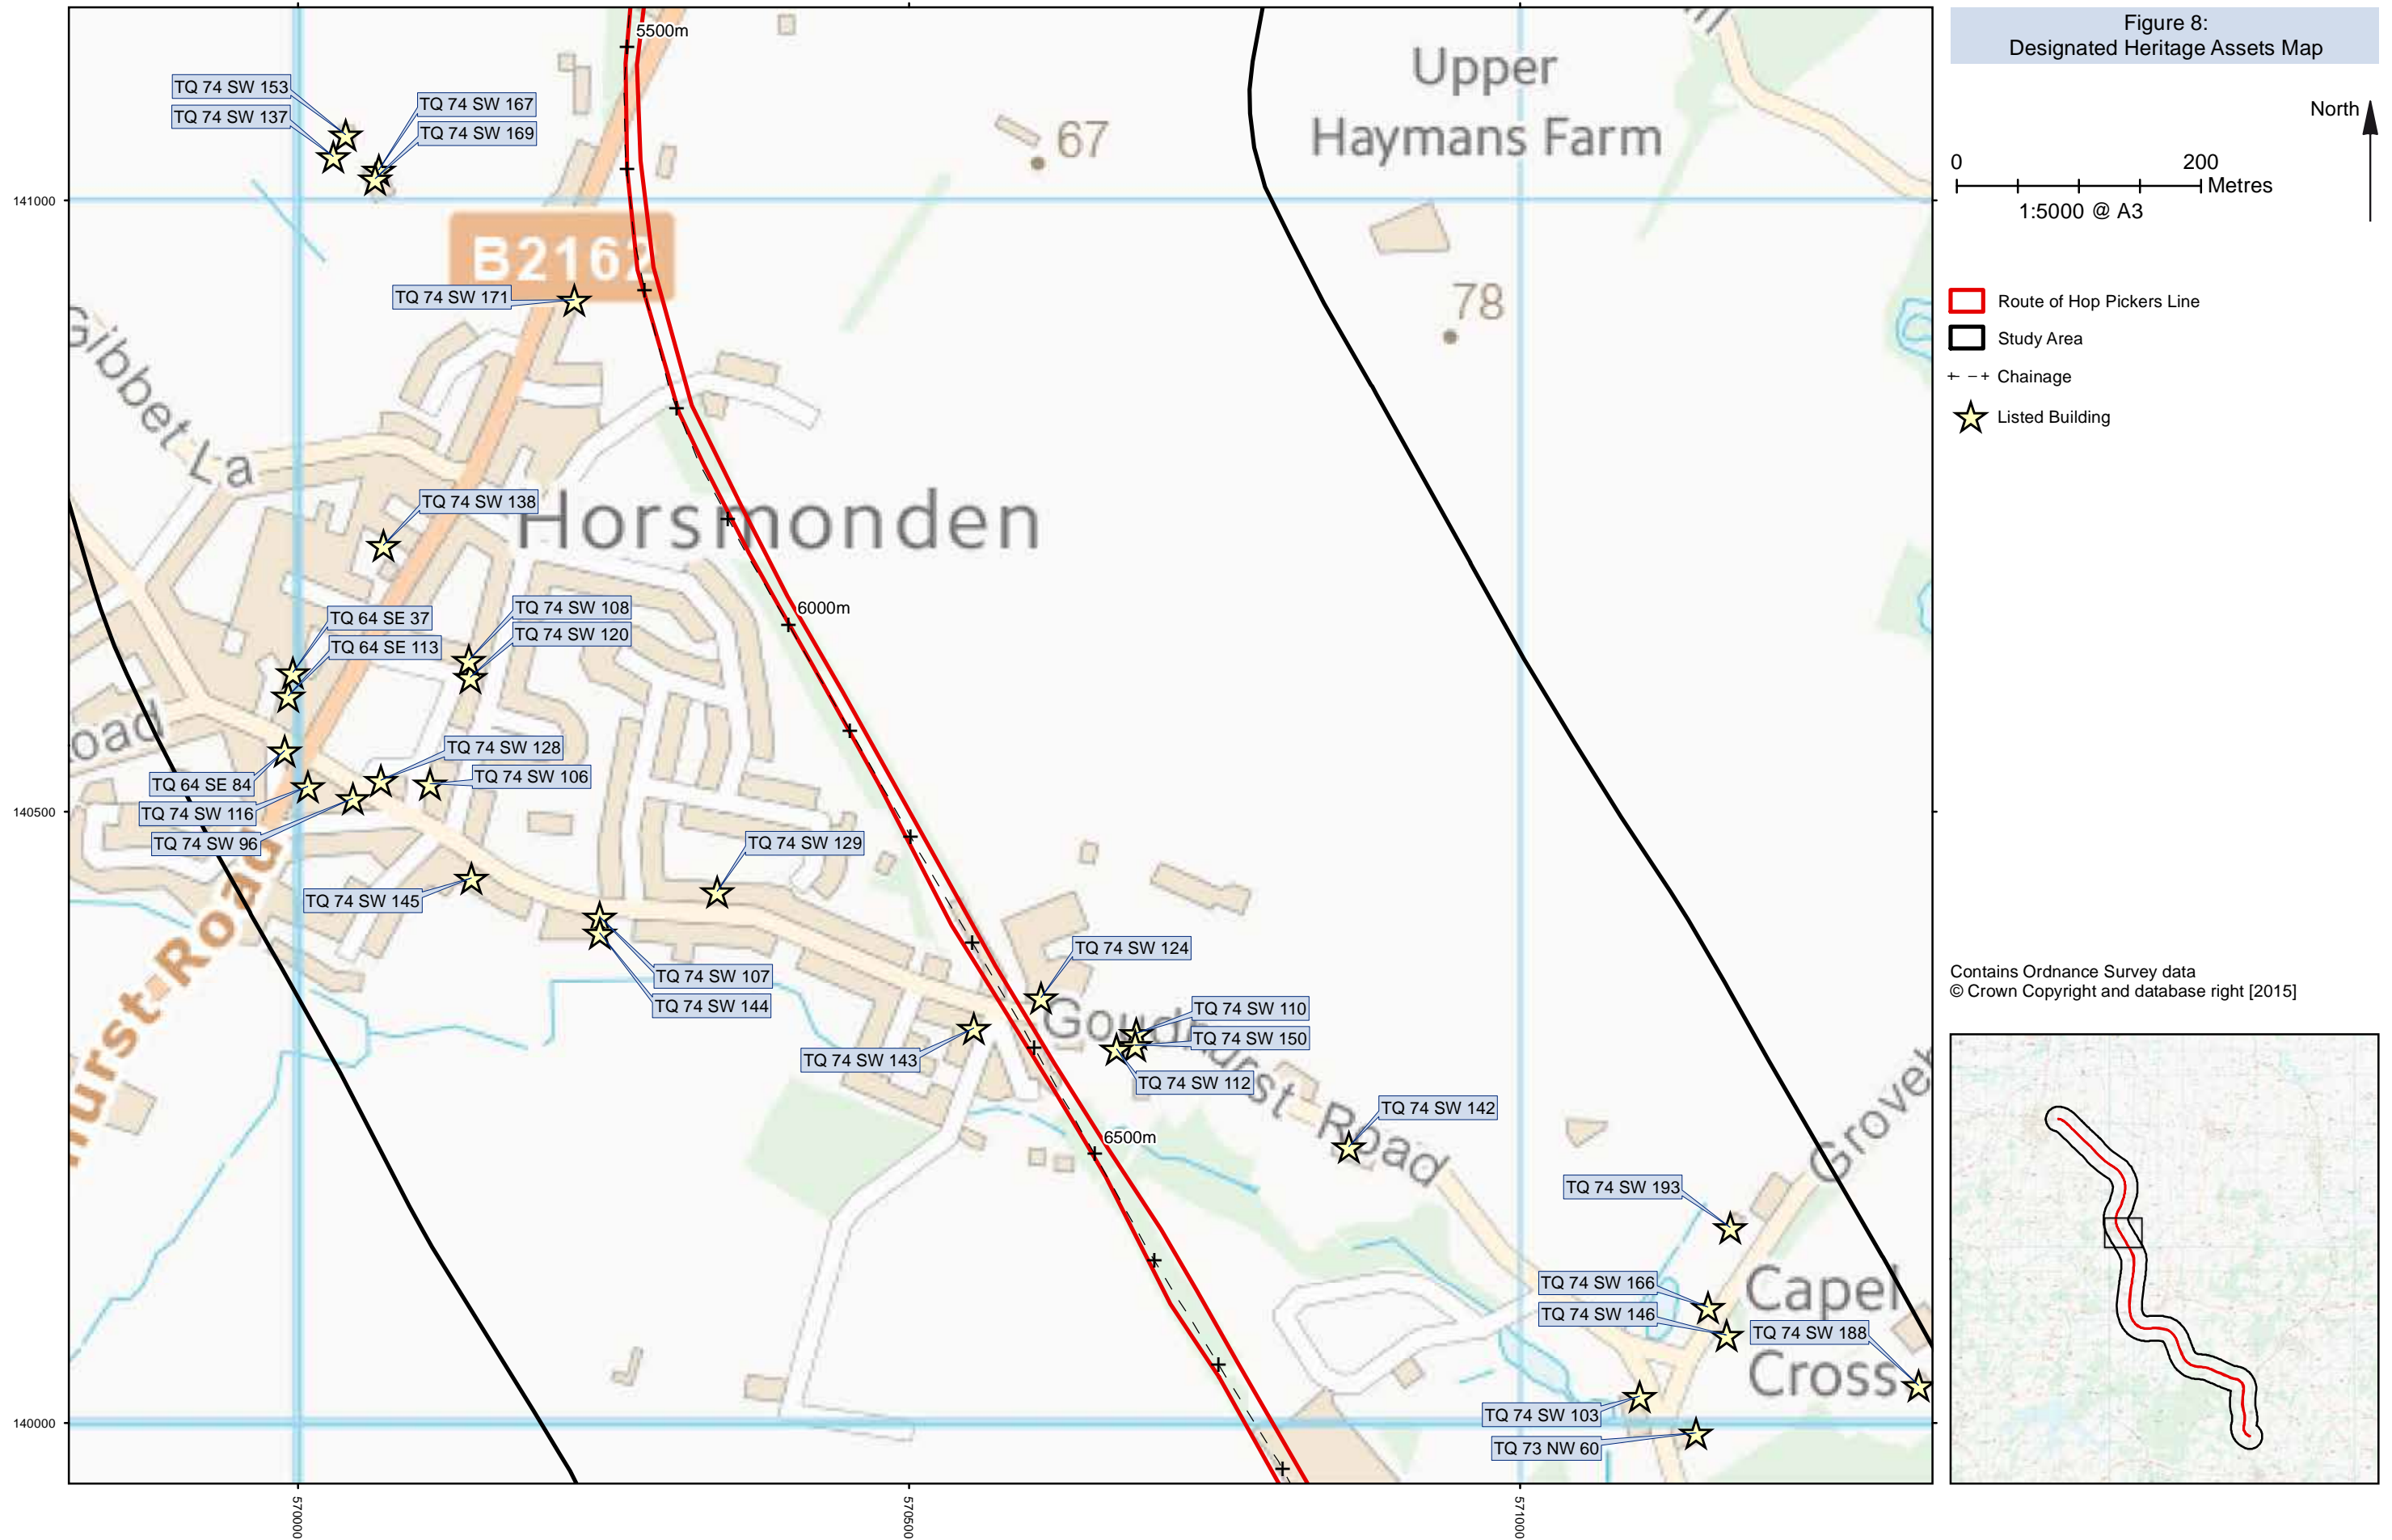 Figure 8:
Designated Heritage Assets Map
North
0 200
Metres
1:5000 @ A3
Route of Hop Pickers Line
Study Area
Chainage
Listed Building
Contains Ordnance Survey data
© Crown Copyright and database right [2015]
5500m
Upper
Haymans Farm
67
78
TQ 74 SW 153
TQ 74 SW 137
TQ 74 SW 167
TQ 74 SW 169
141000
B2162
TQ 74 SW 171
Gibbet La
TQ 74 SW 138
Horsmonden
6000m
TQ 64 SE 37
TQ 64 SE 113
TQ 74 SW 108
TQ 74 SW 120
oad
TQ 74 SW 128
TQ 74 SW 106
TQ 64 SE 84
TQ 74 SW 116
TQ 74 SW 96
140500
TQ 74 SW 129
TQ 74 SW 145
hurst Road
TQ 74 SW 107
TQ 74 SW 144
TQ 74 SW 124
TQ 74 SW 143
Goudhurst Road
TQ 74 SW 110
TQ 74 SW 150
TQ 74 SW 112
TQ 74 SW 142
6500m
TQ 74 SW 193
TQ 74 SW 166
TQ 74 SW 146
TQ 74 SW 188
Capel
Cross
TQ 74 SW 103
TQ 73 NW 60
140000
570000
570500
571000